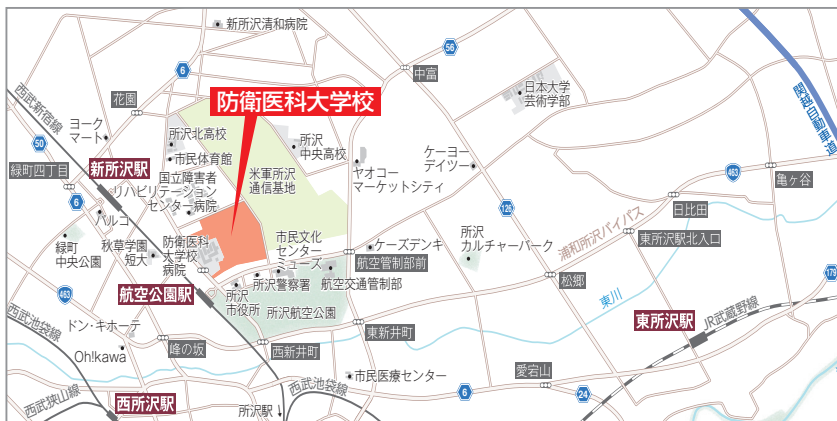 新所沢清和病院
56
6
中富
日本大学
芸術学部
関越自動車道
西武新宿線
花園
防衛医科大学校
ヨーク
マート
所沢北高校
所沢
中央高校
50
市民体育館
米軍所沢
通信基地
ケーヨー
デイツー
ヤオコー
マーケットシティ
463
亀ヶ谷
緑町四丁目
新所沢駅
国立障害者
リハビリテーション
センター病院
6
パルコ
126
日比田
浦和所沢バイパス
東所沢駅北入口
緑町
中央公園
秋草学園
短大
防衛医科
大学校
病院
市民文化
センター
ミューズ
ケーズデンキ
所沢
カルチャーパーク
航空管制部前
所沢警察署
航空交通管制部
松郷
179
463
航空公園駅
所沢
市役所
所沢航空公園
東川
西武池袋線
ドン・キホーテ
東新井町
東所沢駅
JR武蔵野線
Oh!kawa
峰の坂
西新井町
愛宕山
市民医療センター
西武池袋線
6
24
西武狭山線
西所沢駅
所沢駅